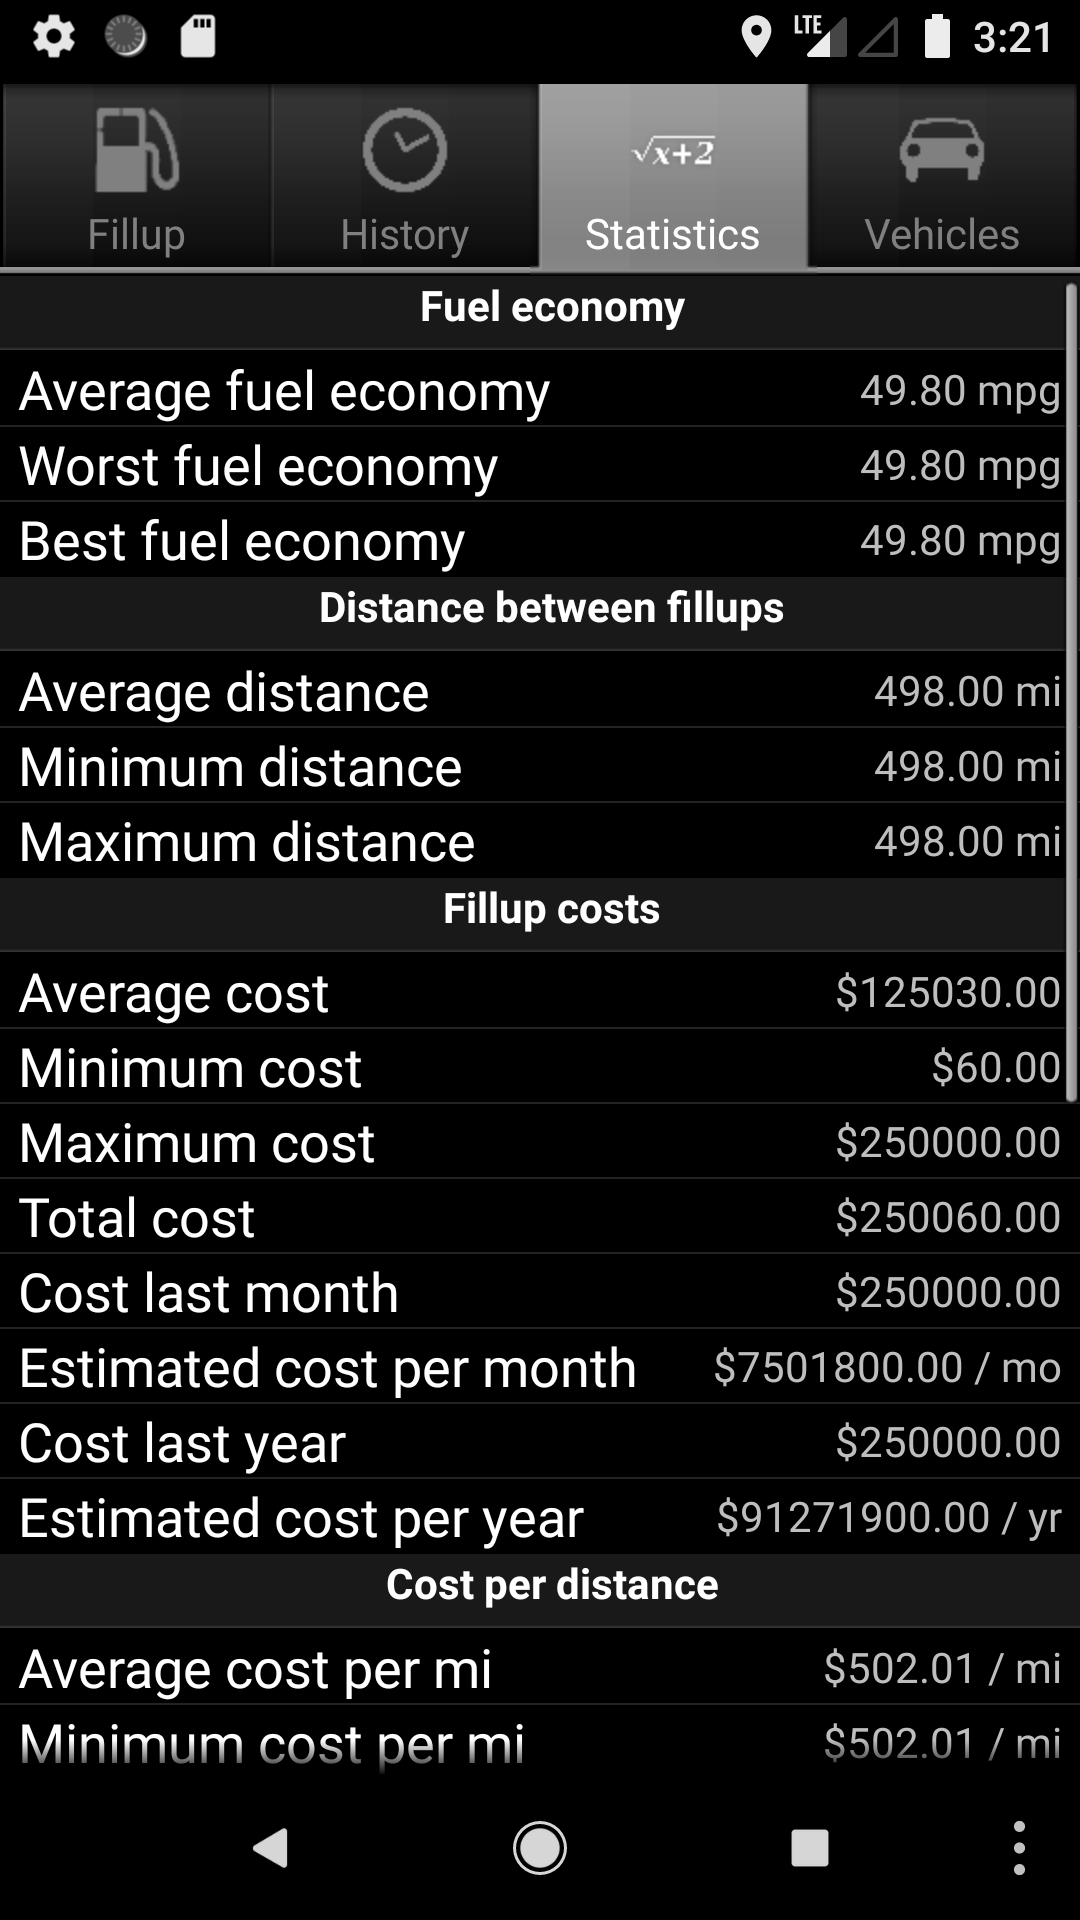 LTE 3:21
Fillup History √x+2 Statistics Vehicles
Fuel economy
Average fuel economy 49.80 mpg
Worst fuel economy 49.80 mpg
Best fuel economy 49.80 mpg
Distance between fillups
Average distance 498.00 mi
Minimum distance 498.00 mi
Maximum distance 498.00 mi
Fillup costs
Average cost $125030.00
Minimum cost $60.00
Maximum cost $250000.00
Total cost $250060.00
Cost last month $250000.00
Estimated cost per month $7501800.00 / mo
Cost last year $250000.00
Estimated cost per year $91271900.00 / yr
Cost per distance
Average cost per mi $502.01 / mi
Minimum cost per mi $502.01 / mi